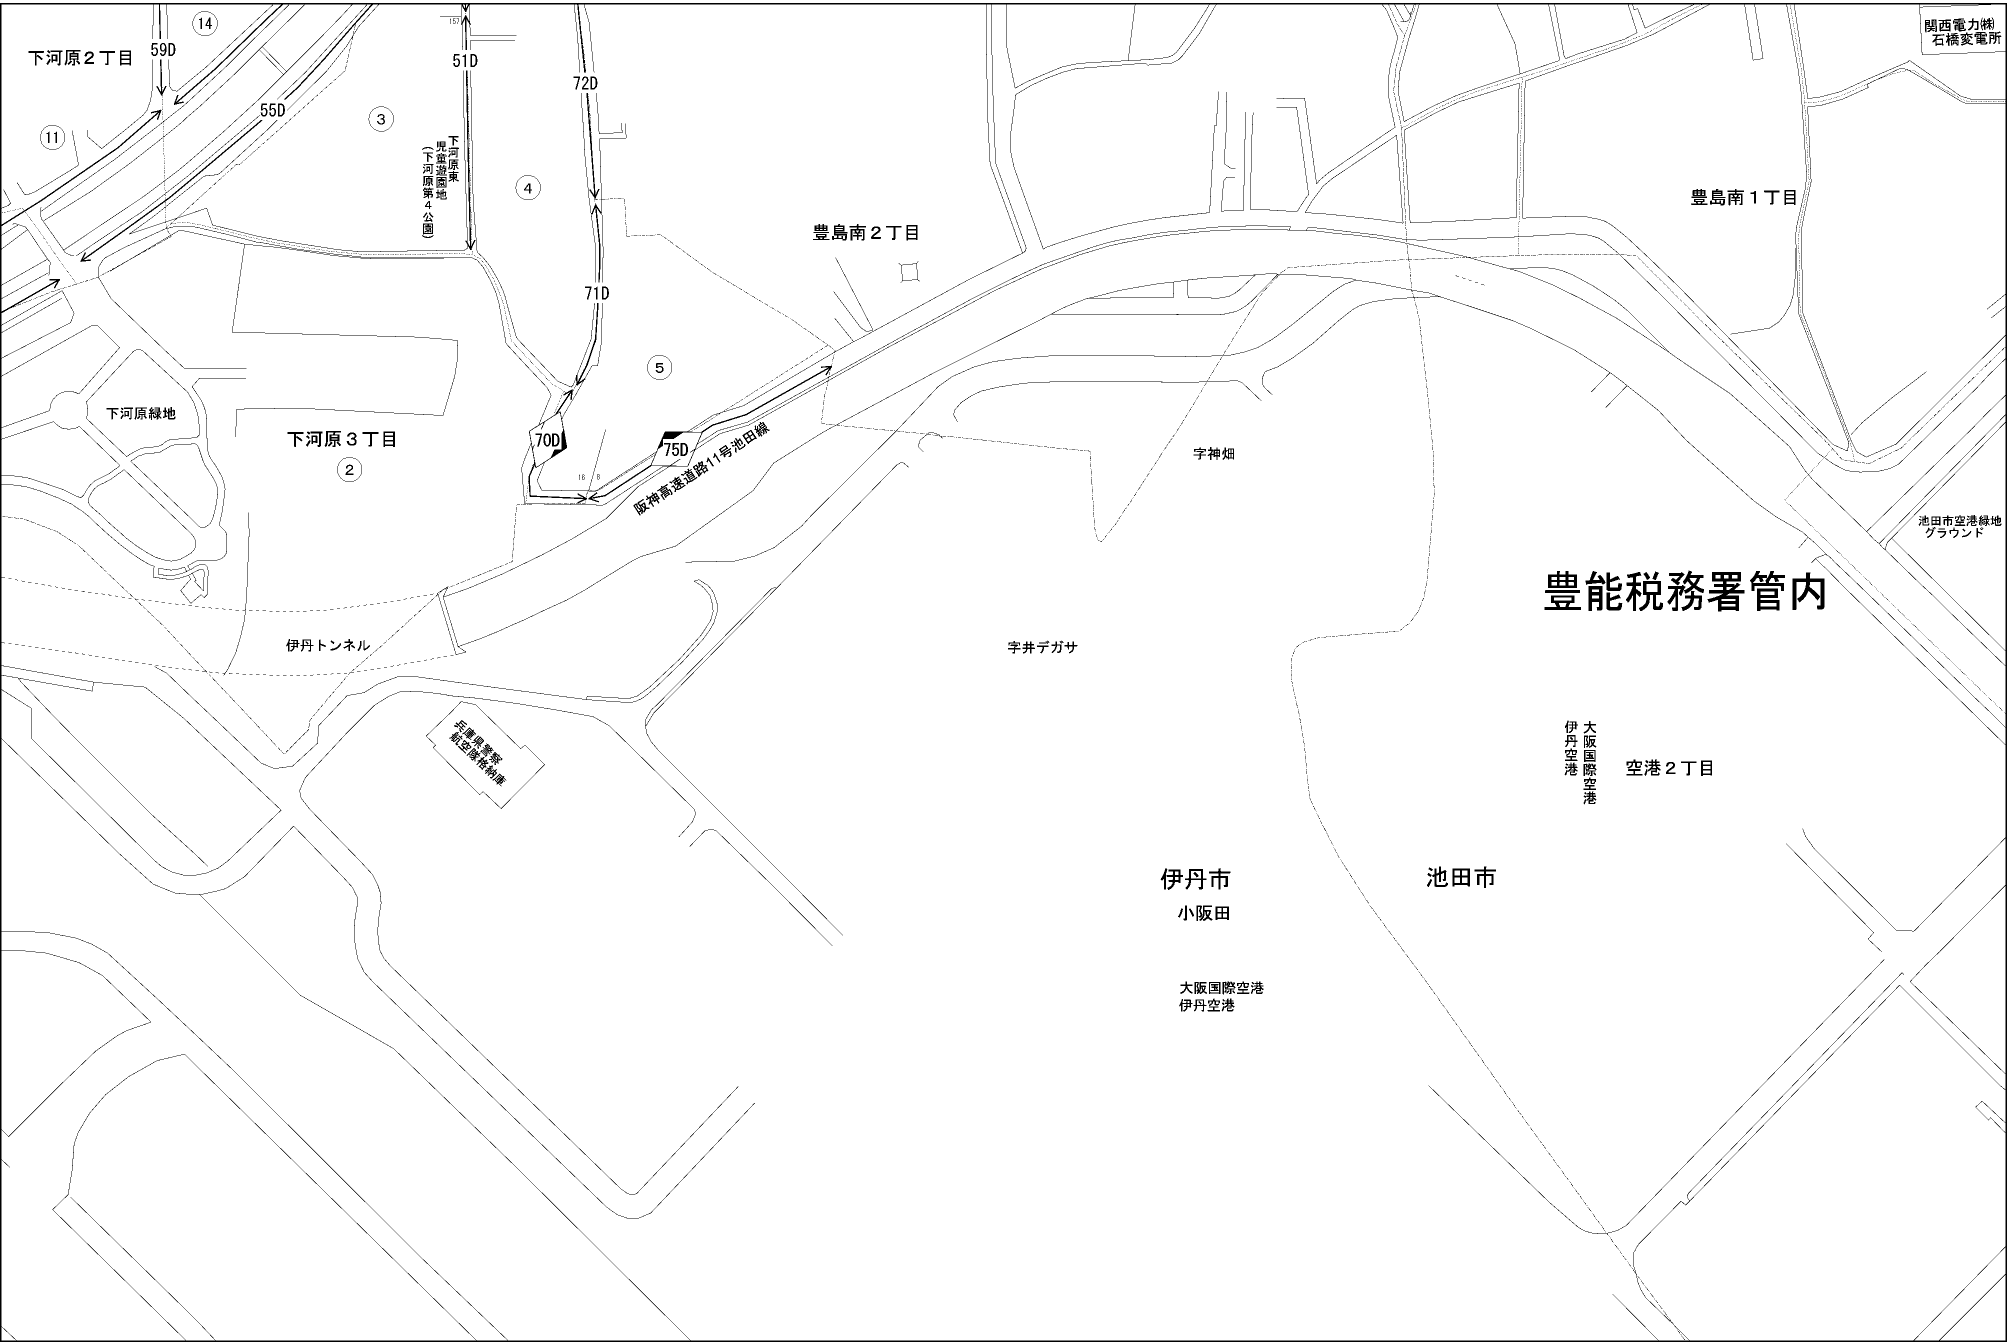 14
関西電力㈱
石橋変電所
157
下河原２丁目
59D
51D
72D
55D
3
11
下河原東
児童遊園地
(下河原第４公園)
4
豊島南１丁目
豊島南２丁目
71D
5
下河原緑地
下河原３丁目
2
70D
75D
16
8
阪神高速道路11号池田線
字神畑
池田市空港緑地
グラウンド
豊能税務署管内
伊丹トンネル
字井デガサ
兵庫県警察
航空隊格納庫
大阪国際空港
伊丹空港
空港２丁目
伊丹市
小阪田
池田市
大阪国際空港
伊丹空港